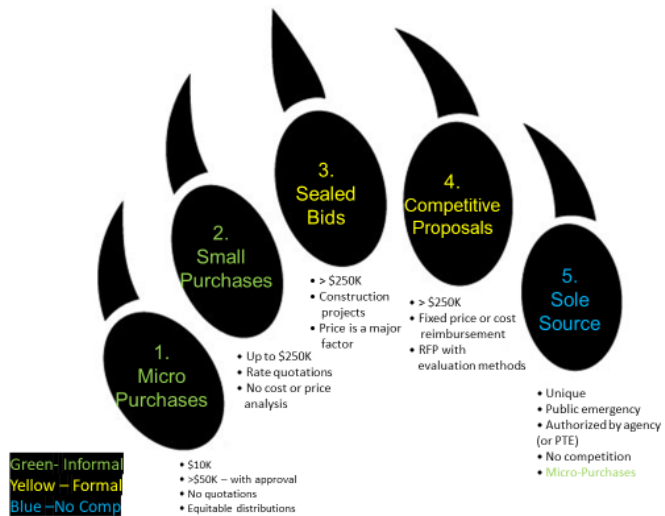 1.
Micro
Purchases
• $10K
• >$50K – with approval
• No quotations
• Equitable distributions
2.
Small
Purchases
• Up to $250K
• Rate quotations
• No cost or price
analysis
3.
Sealed
Bids
• > $250K
• Construction
projects
• Price is a major
factor
4.
Competitive
Proposals
• > $250K
• Fixed price or cost
reimbursement
• RFP with
evaluation methods
5.
Sole
Source
• Unique
• Public emergency
• Authorized by agency
(or PTE)
• No competition
• Micro-Purchases
Green- Informal
Yellow – Formal
Blue –No Comp